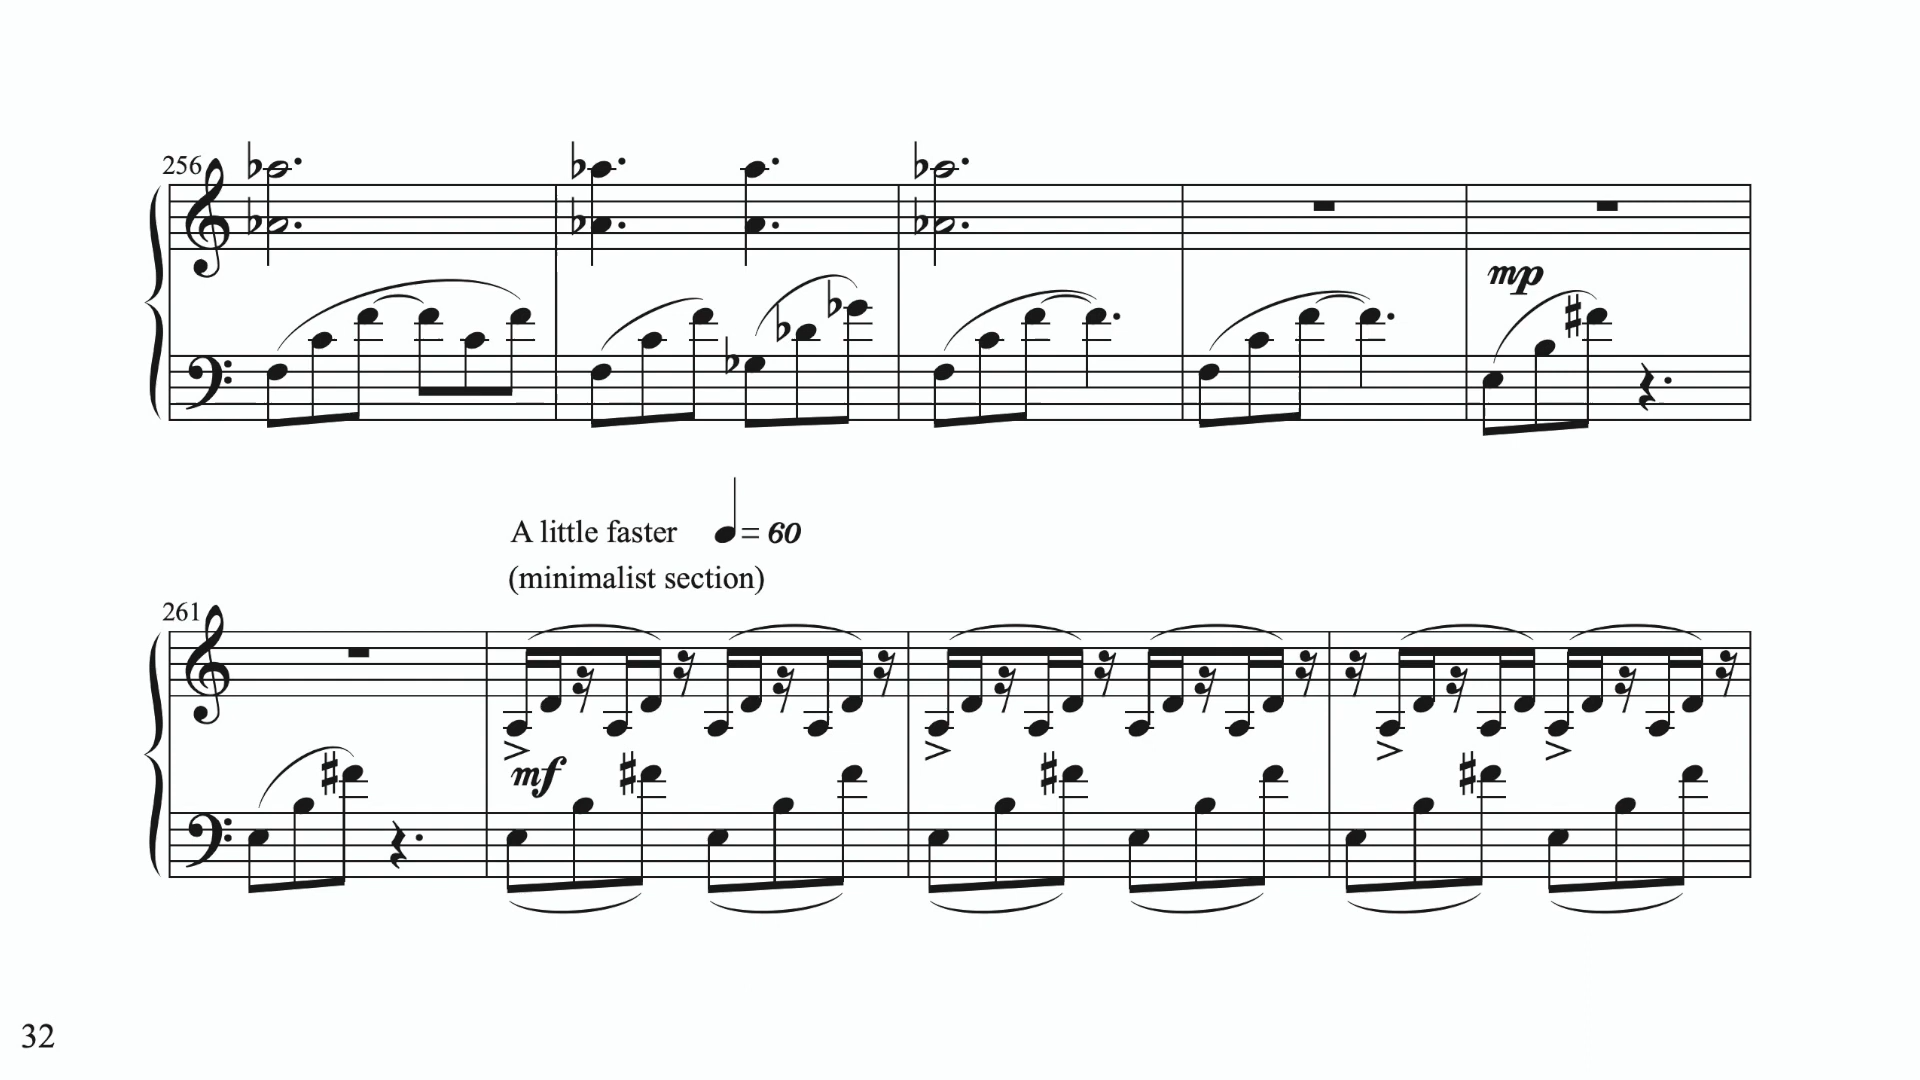 256
mp
A little faster ♩= 60
(minimalist section)
261
mf
32